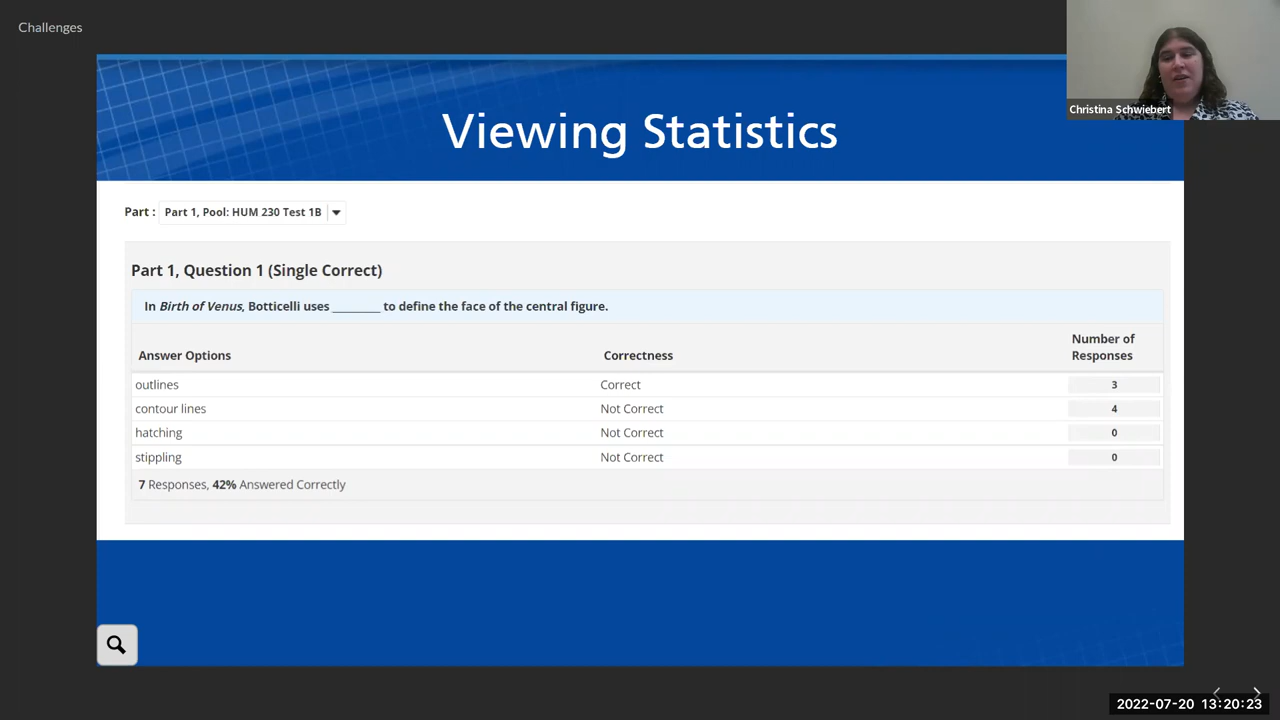 Challenges
Christina Schwiebert
Viewing Statistics
Part : Part 1, Pool: HUM 230 Test 1B
Part 1, Question 1 (Single Correct)
In Birth of Venus, Botticelli uses ________ to define the face of the central figure.
Answer Options Correctness Number of
Responses
outlines Correct 3
contour lines Not Correct 4
hatching Not Correct 0
stippling Not Correct 0
7 Responses, 42% Answered Correctly
2022-07-20 13:20:23